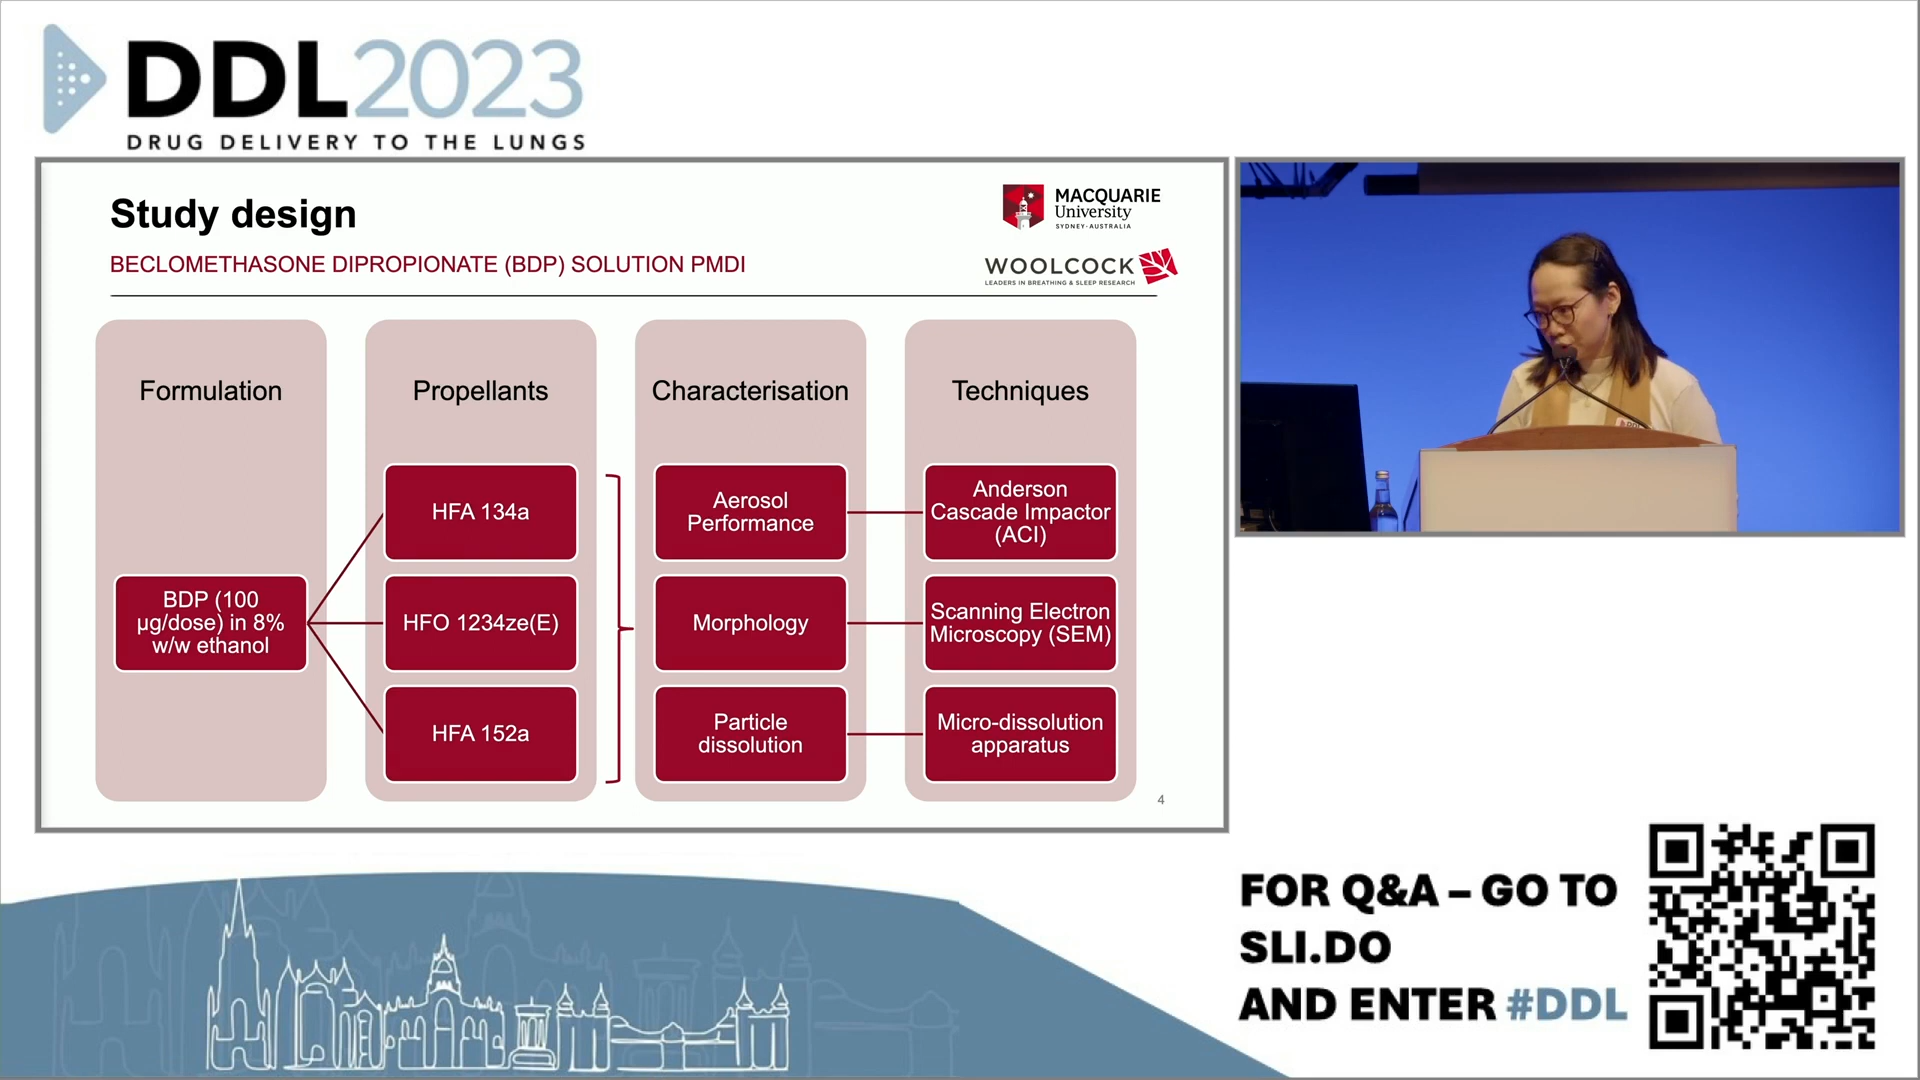 DDL2023
DRUG DELIVERY TO THE LUNGS
Study design
BECLOMETHASONE DIPROPIONATE (BDP) SOLUTION PMDI
MACQUARIE
University
SYDNEY·AUSTRALIA
WOOLCOCK
LEADERS IN BREATHING & SLEEP RESEARCH
Formulation
BDP (100
µg/dose) in 8%
w/w ethanol
Propellants
HFA 134a
HFO 1234ze(E)
HFA 152a
Characterisation
Aerosol
Performance
Morphology
Particle
dissolution
Techniques
Anderson
Cascade Impactor
(ACI)
Scanning Electron
Microscopy (SEM)
Micro-dissolution
apparatus
4
FOR Q&A – GO TO
SLI.DO
AND ENTER #DDL